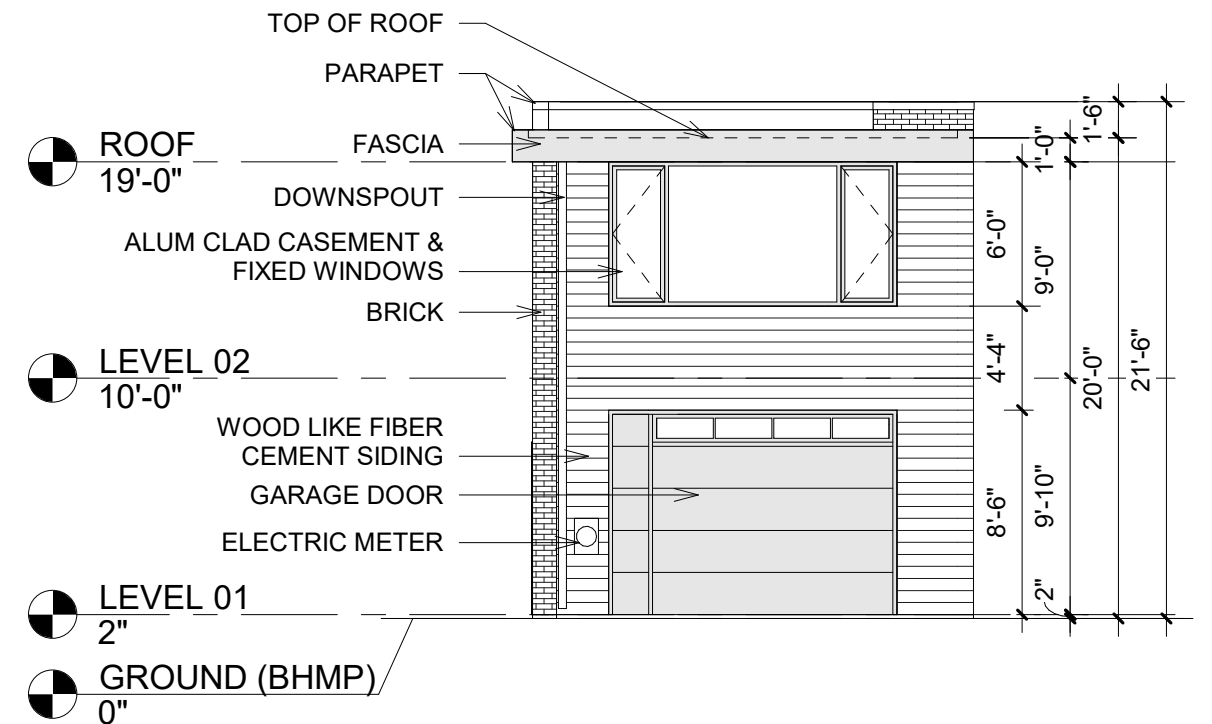 TOP OF ROOF
PARAPET
ROOF
19'-0"
FASCIA
DOWNSPOUT
ALUM CLAD CASEMENT &
FIXED WINDOWS
BRICK
LEVEL 02
10'-0"
WOOD LIKE FIBER
CEMENT SIDING
GARAGE DOOR
ELECTRIC METER
LEVEL 01
2"
GROUND (BHMP)
0"
6'-0"
4'-4"
8'-6"
1'-0"
9'-0"
9'-10"
2"
1'-6"
20'-0"
21'-6"